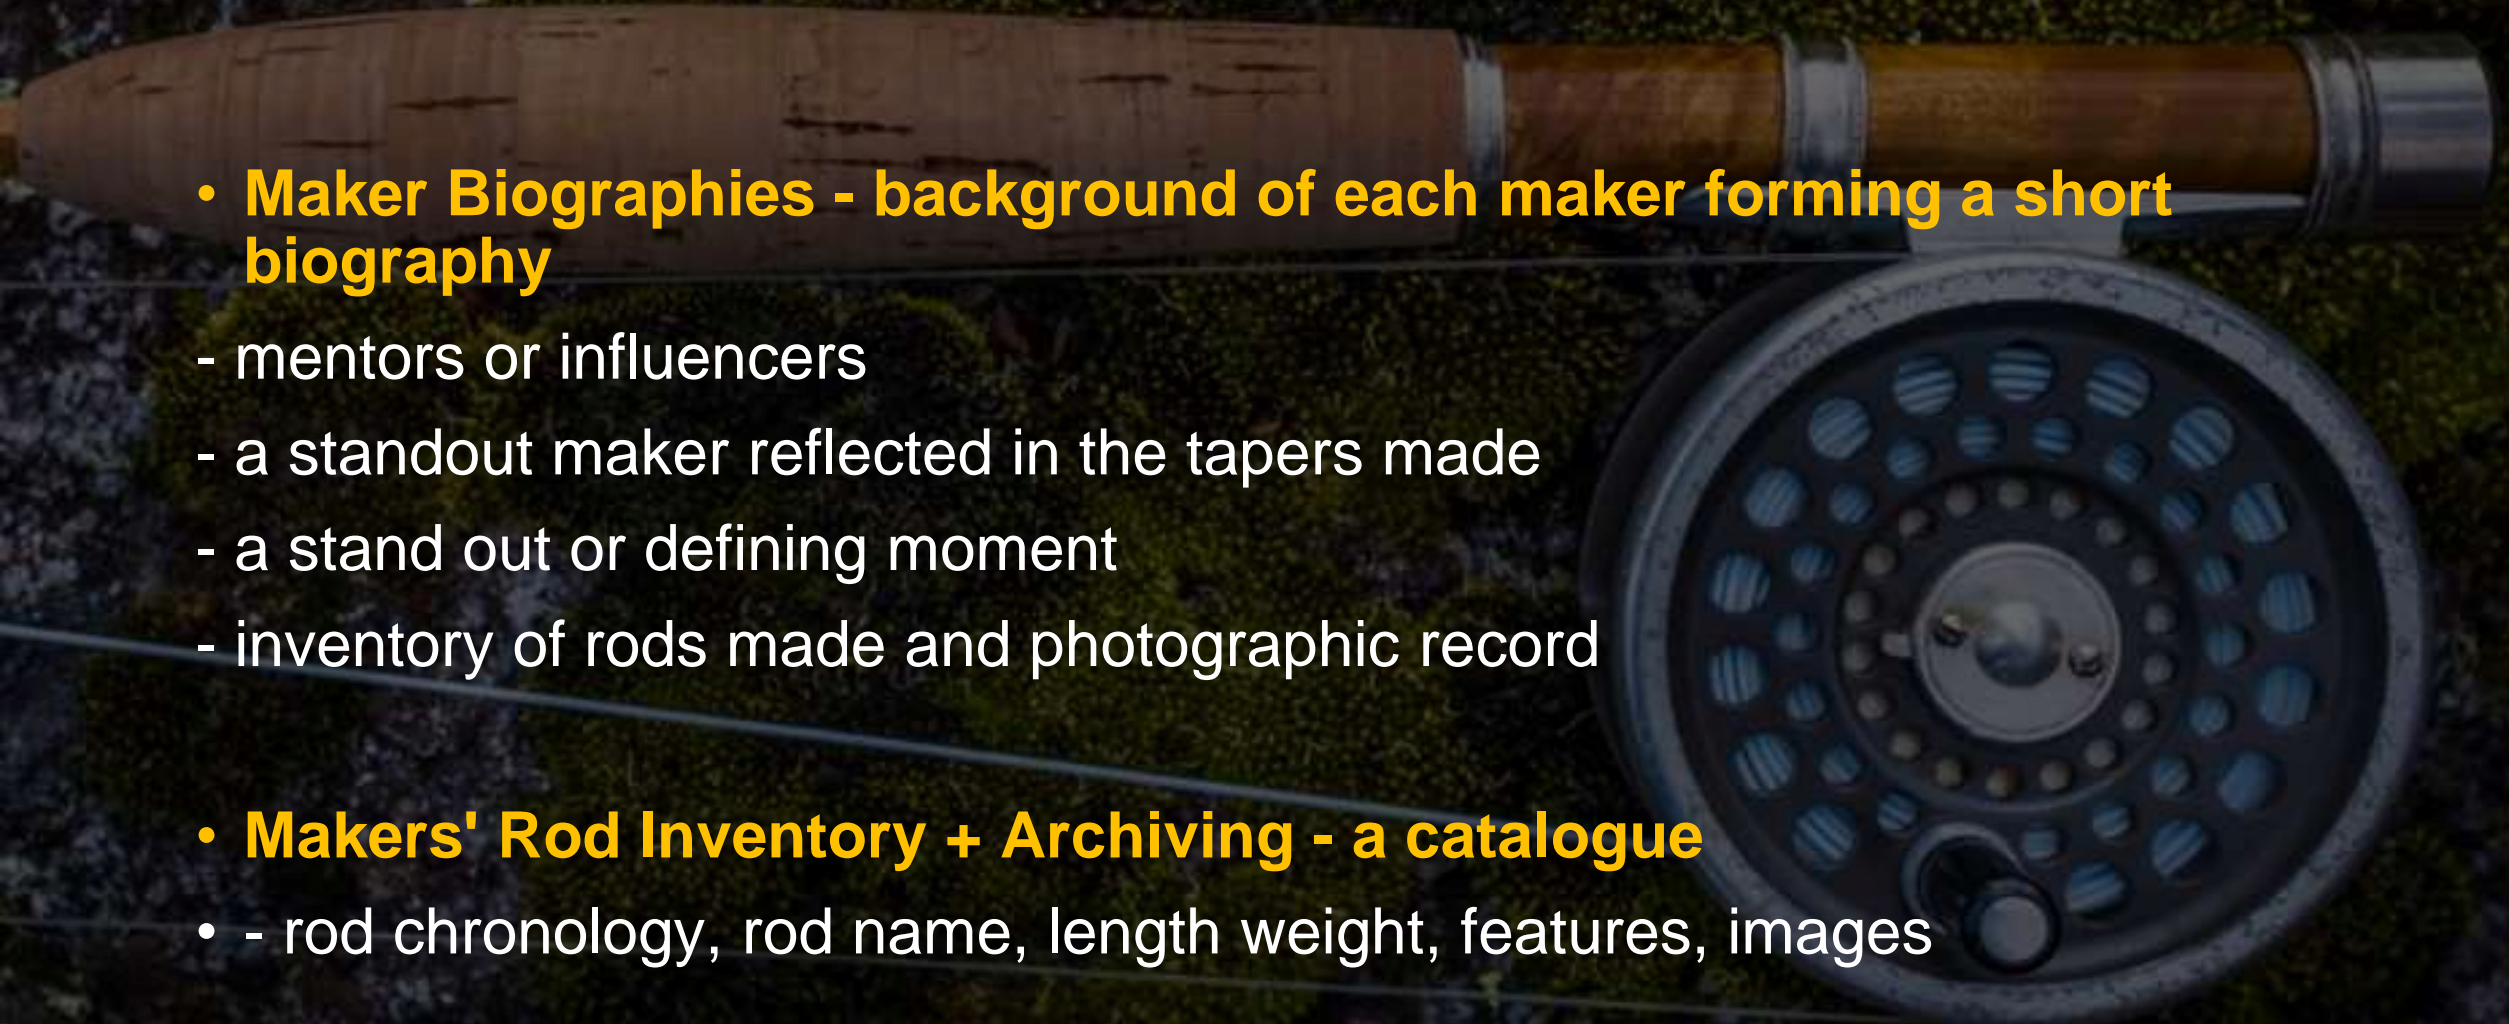 • Maker Biographies - background of each maker forming a short
biography
- mentors or influencers
- a standout maker reflected in the tapers made
- a stand out or defining moment
- inventory of rods made and photographic record
• Makers' Rod Inventory + Archiving - a catalogue
• - rod chronology, rod name, length weight, features, images